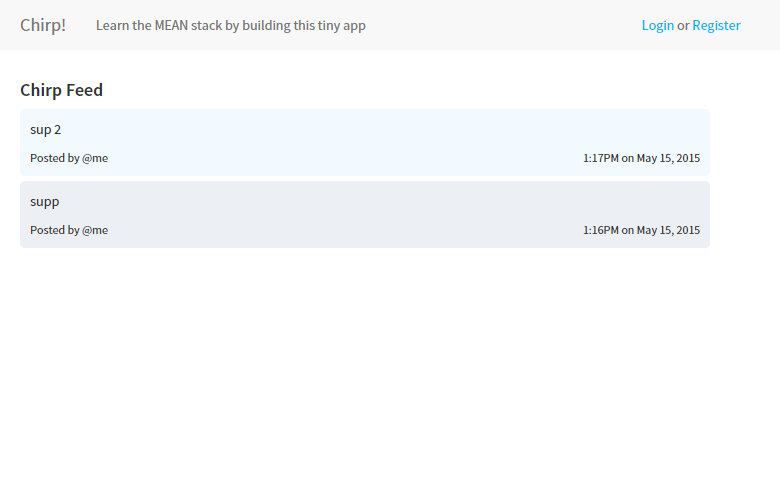 Chirp! Learn the MEAN stack by building this tiny app Login or Register
Chirp Feed
sup 2
Posted by @me 1:17PM on May 15, 2015
supp
Posted by @me 1:16PM on May 15, 2015